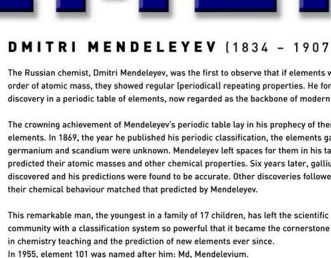 DMITRI MENDELEYEV (1834 – 1907
The Russian chemist, Dmitri Mendeleyev, was the first to observe that if elements w
order of atomic mass, they showed regular (periodical) repeating properties. He for
discovery in a periodic table of elements, now regarded as the backbone of modern
The crowning achievement of Mendeleyev's periodic table lay in his prophecy of then
elements. In 1869, the year he published his periodic classification, the elements ga
germanium and scandium were unknown. Mendeleyev left spaces for them in his ta
predicted their atomic masses and other chemical properties. Six years later, galliu
discovered and his predictions were found to be accurate. Other discoveries followe
their chemical behaviour matched that predicted by Mendeleyev.
This remarkable man, the youngest in a family of 17 children, has left the scientific
community with a classification system so powerful that it became the cornerstone
in chemistry teaching and the prediction of new elements ever since.
In 1955, element 101 was named after him: Md, Mendelevium.